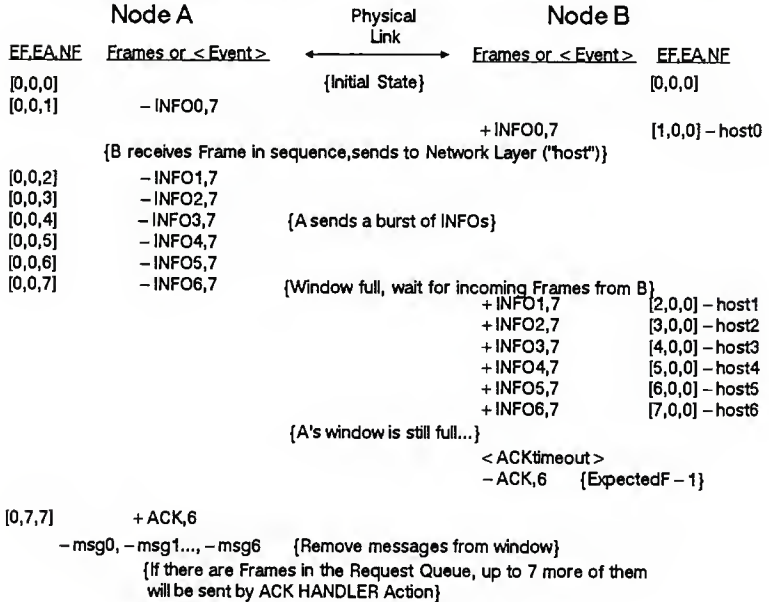 Node A Physical Link Node B
EF,EA,NF Frames or <Event> Frames or <Event> EF,EA,NF
[0,0,0] {Initial State} [0,0,0]
[0,0,1] –INFO0,7
+INFO0,7 [1,0,0] –host0
{B receives Frame in sequence,sends to Network Layer ("host")}
[0,0,2] –INFO1,7
[0,0,3] –INFO2,7
[0,0,4] –INFO3,7 {A sends a burst of INFOs}
[0,0,5] –INFO4,7
[0,0,6] –INFO5,7
[0,0,7] –INFO6,7 {Window full, wait for incoming Frames from B}
+INFO1,7 [2,0,0] –host1
+INFO2,7 [3,0,0] –host2
+INFO3,7 [4,0,0] –host3
+INFO4,7 [5,0,0] –host4
+INFO5,7 [6,0,0] –host5
+INFO6,7 [7,0,0] –host6
{A's window is still full...}
<ACKtimeout>
–ACK,6 {ExpectedF – 1}
[0,7,7] +ACK,6
–msg0, –msg1..., –msg6 {Remove messages from window}
{If there are Frames in the Request Queue, up to 7 more of them
will be sent by ACK HANDLER Action}